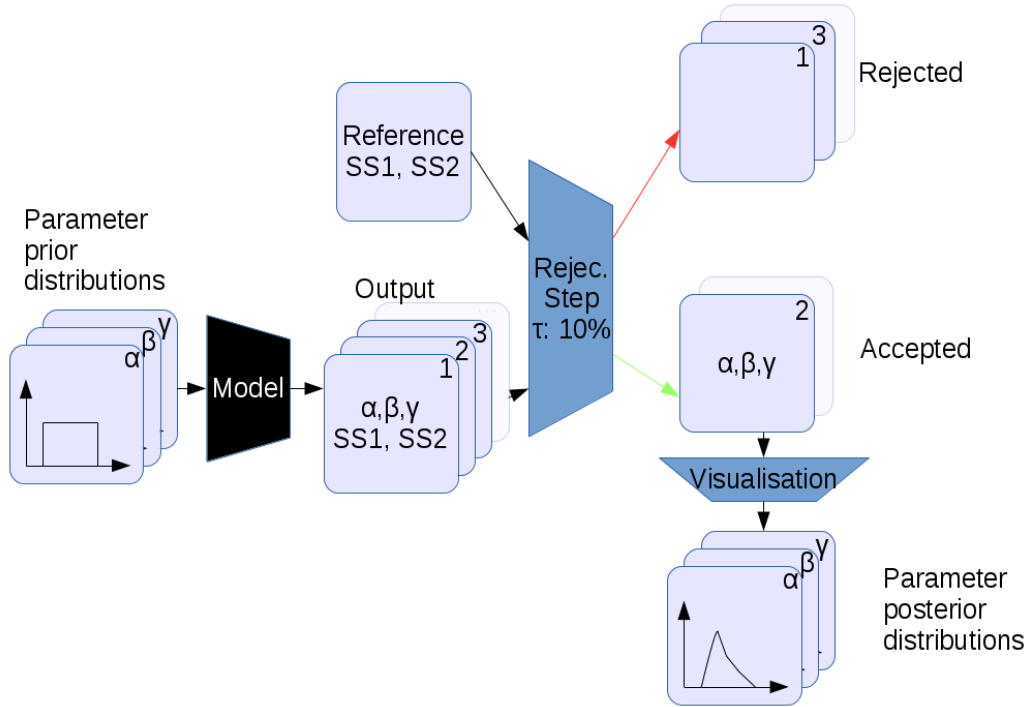 Parameter
prior
distributions
α
β
γ
Model
Reference
SS1, SS2
Output
1
2
3
...
α,β,γ
SS1, SS2
Rejec.
Step
τ: 10%
1
3
Rejected
2
α,β,γ
Accepted
Visualisation
α
β
γ
Parameter
posterior
distributions